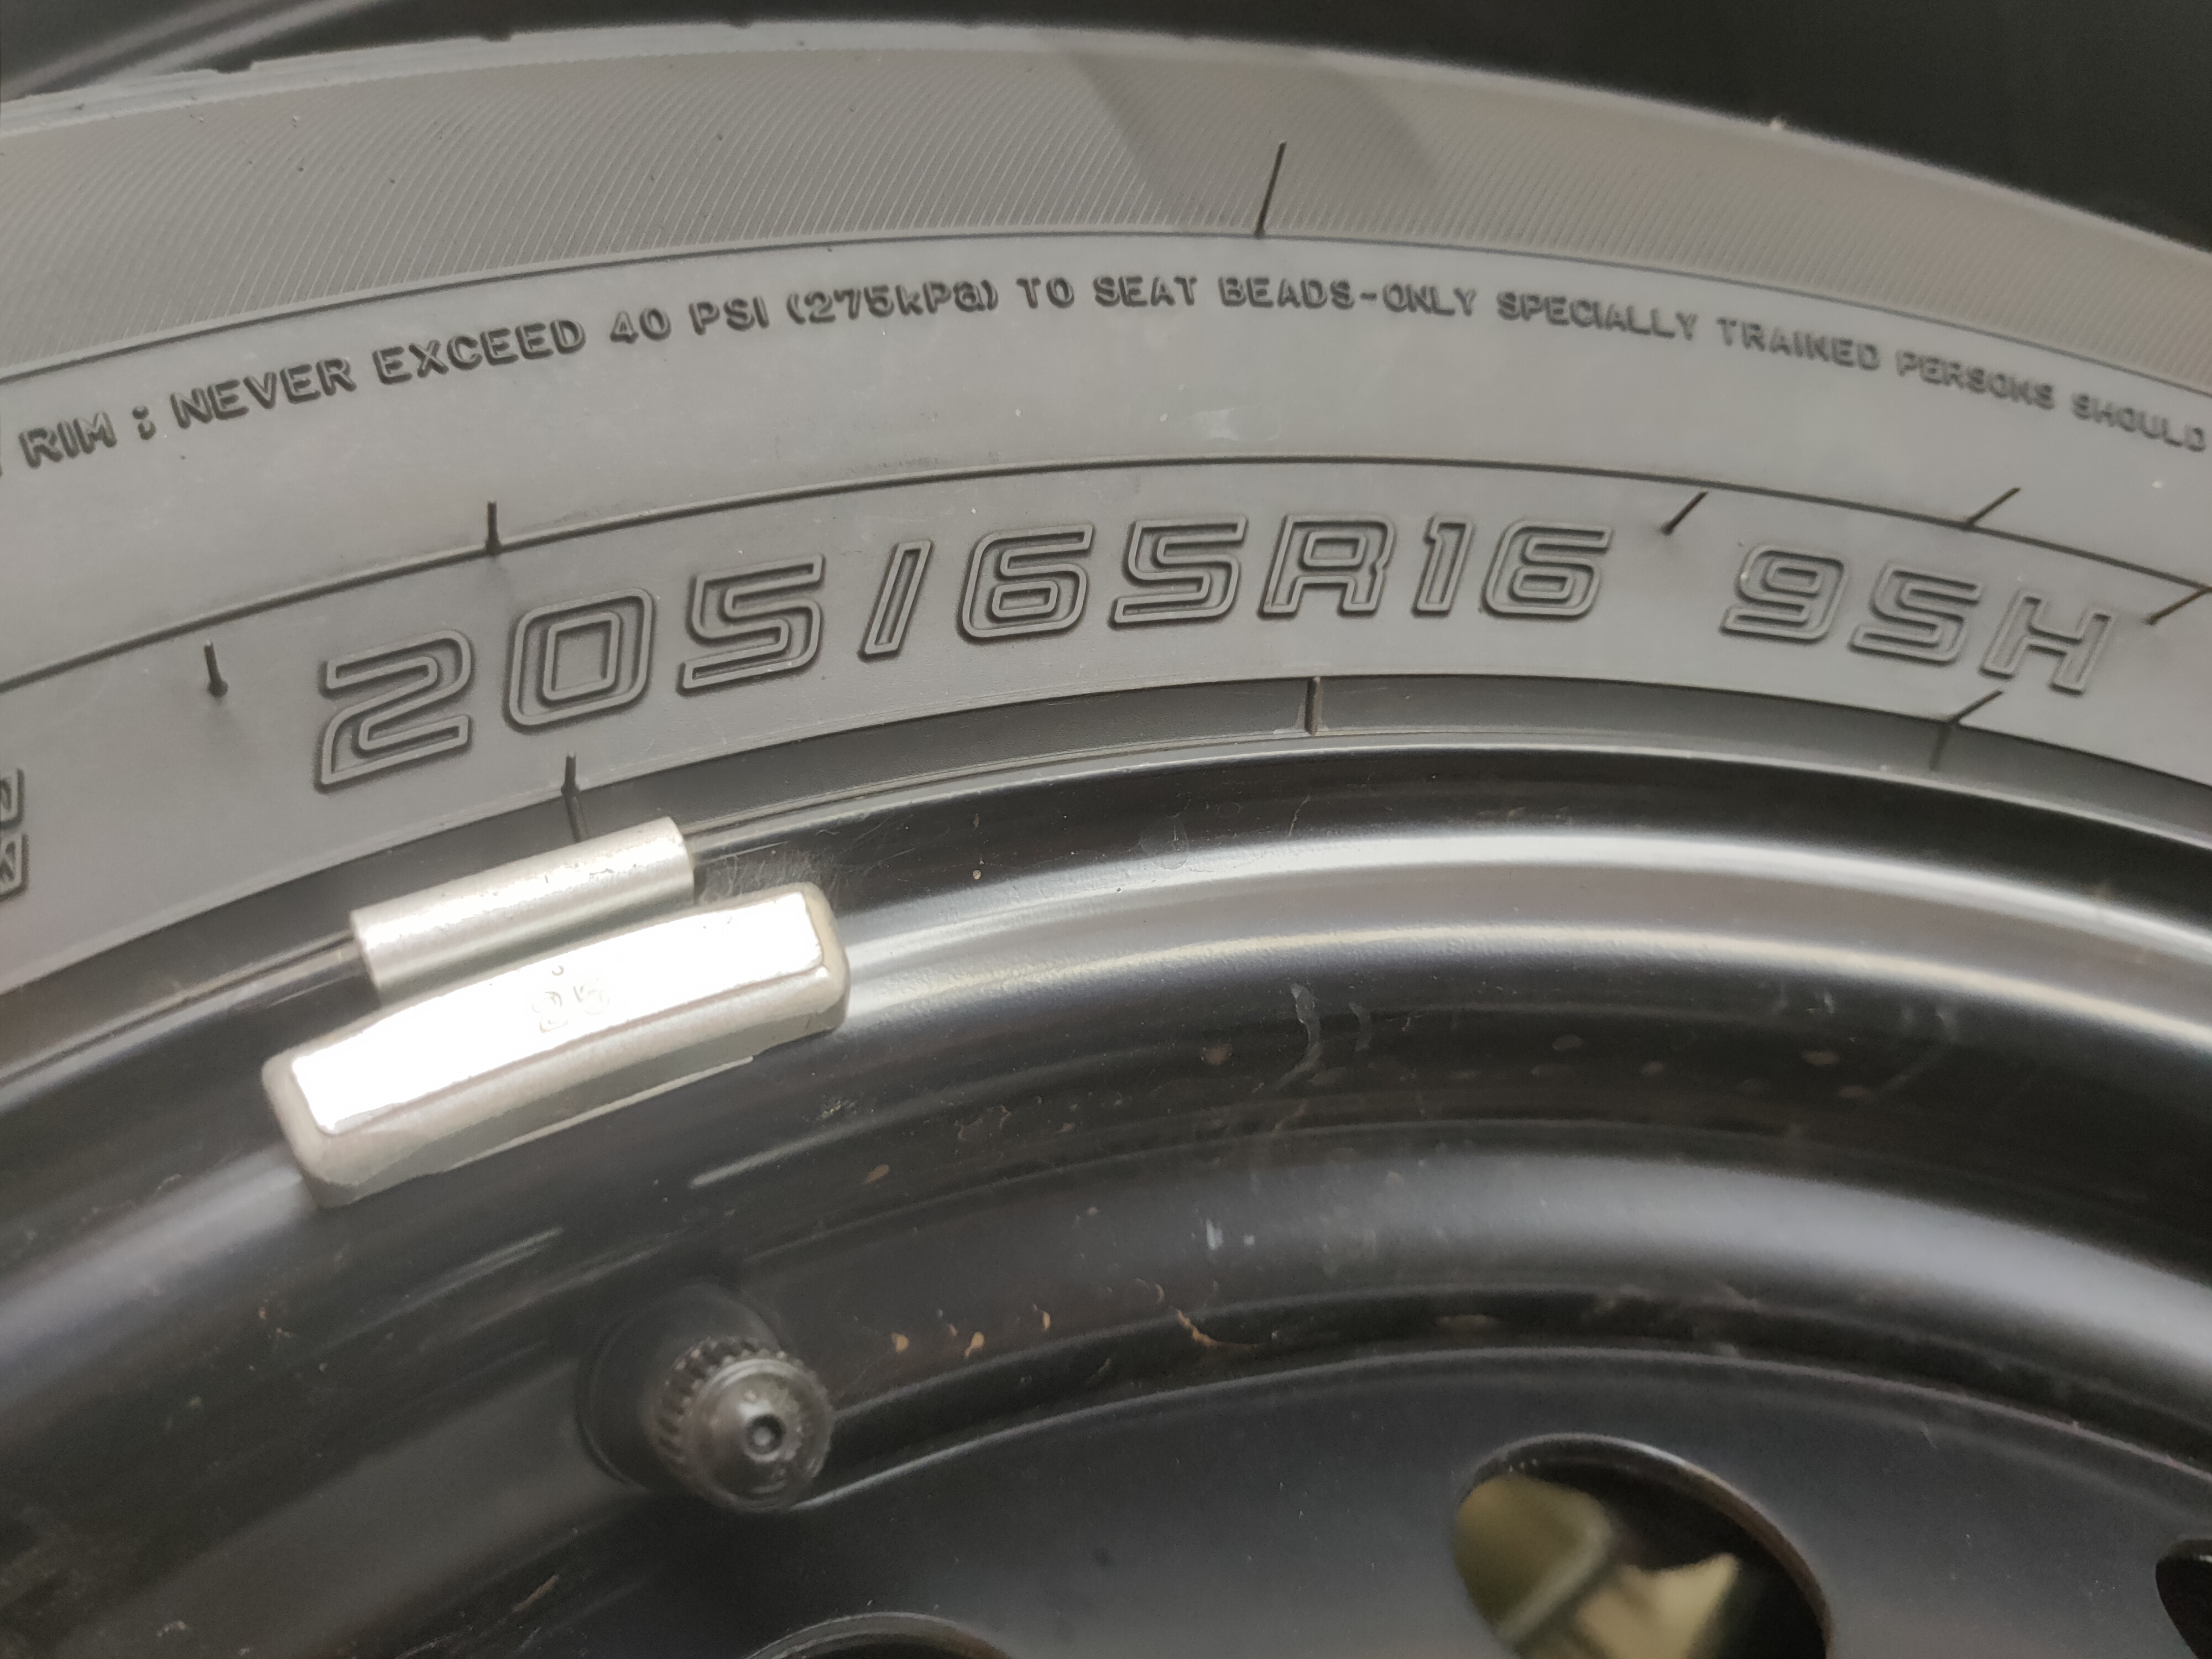 RIM : NEVER EXCEED 40 PSI (275kPa) TO SEAT BEADS-ONLY SPECIALLY TRAINED PERSONS SHOULD
205/65R16 95H